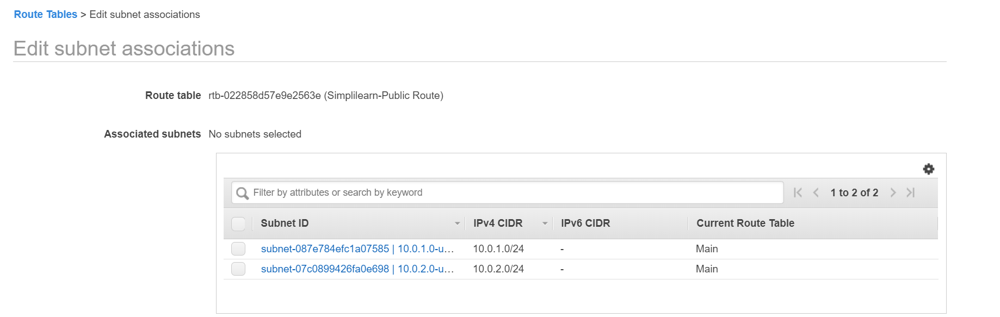 Route Tables > Edit subnet associations
Edit subnet associations
Route table rtb-022858d57e9e2563e (Simplilearn-Public Route)
Associated subnets No subnets selected
Filter by attributes or search by keyword 1 to 2 of 2
Subnet ID IPv4 CIDR IPv6 CIDR Current Route Table
subnet-087e784efc1a07585 | 10.0.1.0-u... 10.0.1.0/24 - Main
subnet-07c0899426fa0e698 | 10.0.2.0-u... 10.0.2.0/24 - Main